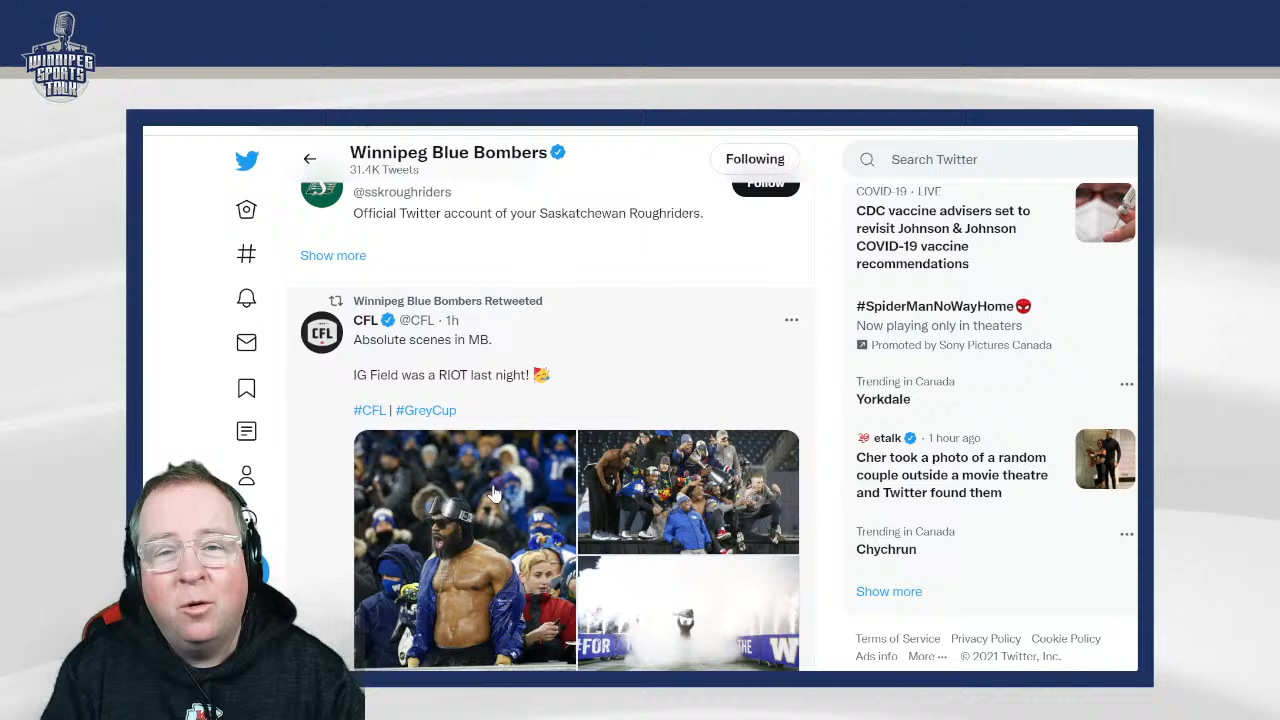 WINNIPEG
SPORTS
TALK
Winnipeg Blue Bombers
31.4K Tweets
Following
Search Twitter
Follow
@sskroughriders
Official Twitter account of your Saskatchewan Roughriders.
Show more
Winnipeg Blue Bombers Retweeted
CFL @CFL · 1h
Absolute scenes in MB.
IG Field was a RIOT last night!
#CFL | #GreyCup
CFL
#FOR
THE
W
COVID-19 · LIVE
CDC vaccine advisers set to
revisit Johnson & Johnson
COVID-19 vaccine
recommendations
#SpiderManNoWayHome
Now playing only in theaters
Promoted by Sony Pictures Canada
Trending in Canada
Yorkdale
etalk · 1 hour ago
Cher took a photo of a random
couple outside a movie theatre
and Twitter found them
Trending in Canada
Chychrun
Show more
Terms of Service Privacy Policy Cookie Policy
Ads info More ··· © 2021 Twitter, Inc.